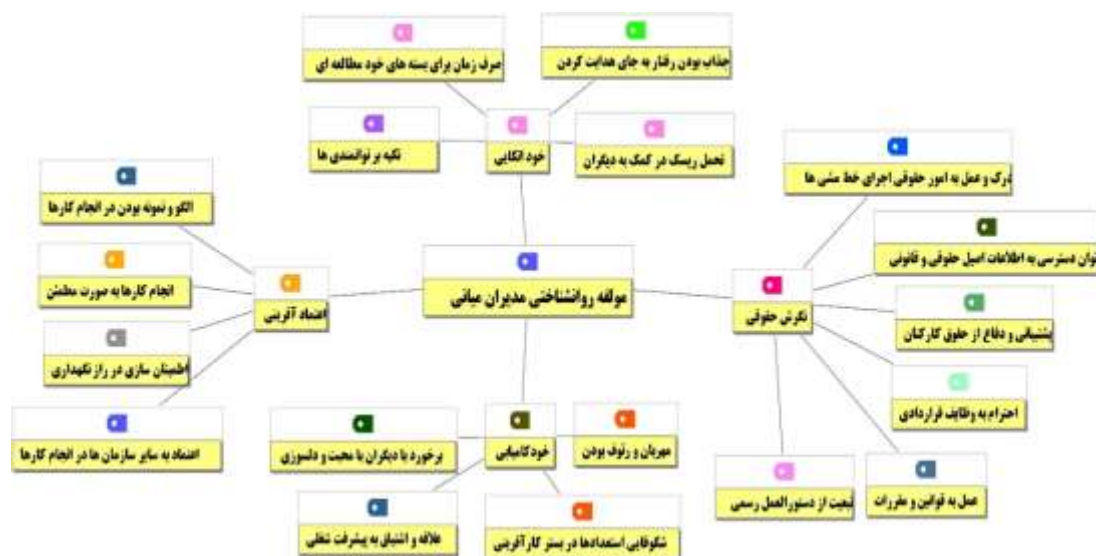 جذاب بودن رفتار به جای هدایت کردن
صرف زمان برای بسته های خود مطالعه ای
خود اتکایی
تحمل ریسک در کمک به دیگران
تکیه بر توانمندی ها
درک و عمل به امور حقوقی اجرای خط مشی ها
توان دسترسی به اطلاعات اصیل حقوقی و قانونی
نگرش حقوقی
پشتیبانی و دفاع از حقوق کارکنان
احترام به وظایف قراردادی
عمل به قوانین و مقررات
تبعیت از دستورالعمل رسمی
مولفه روانشناختی مدیران میانی
الگو و نمونه بودن در انجام کارها
انجام کارها به صورت مطمئن
اعتماد آفرینی
اطمینان سازی در راز نگهداری
اعتماد به سایر سازمان ها در انجام کارها
مهربان و رئوف بودن
خودکامیابی
برخورد با دیگران با محبت و دلسوزی
شکوفایی استعدادها در بستر کار آفرینی
علاقه و اشتیاق به پیشرفت شغلی